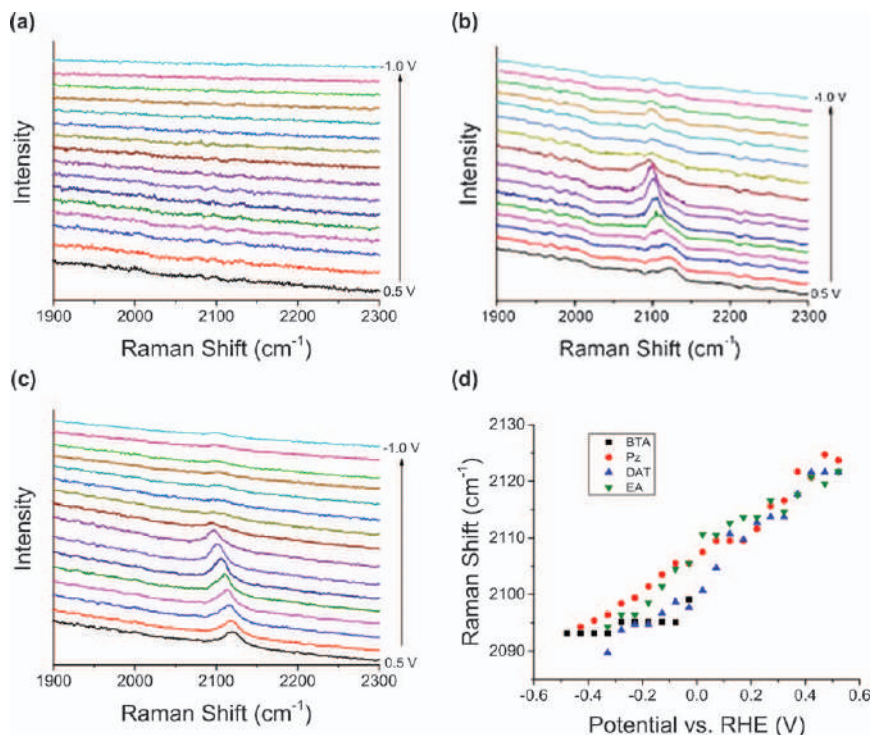 (a)
Intensity
-1.0 V
0.5 V
1900 2000 2100 2200 2300
Raman Shift (cm⁻¹)
(b)
Intensity
-1.0 V
0.5 V
1900 2000 2100 2200 2300
Raman Shift (cm⁻¹)
(c)
Intensity
-1.0 V
0.5 V
1900 2000 2100 2200 2300
Raman Shift (cm⁻¹)
(d)
Raman Shift (cm⁻¹)
2130
2120
2110
2100
2090
BTA
Pz
DAT
EA
-0.6 -0.4 -0.2 0.0 0.2 0.4 0.6
Potential vs. RHE (V)